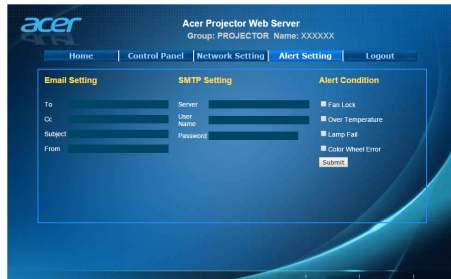 acer
Acer Projector Web Server
Group: PROJECTOR Name: XXXXXX
Home Control Panel Network Setting Alert Setting Logout
Email Setting
To
Cc
Subject
From
SMTP Setting
Server
User Name
Password
Alert Condition
Fan Lock
Over Temperature
Lamp Fail
Color Wheel Error
Submit